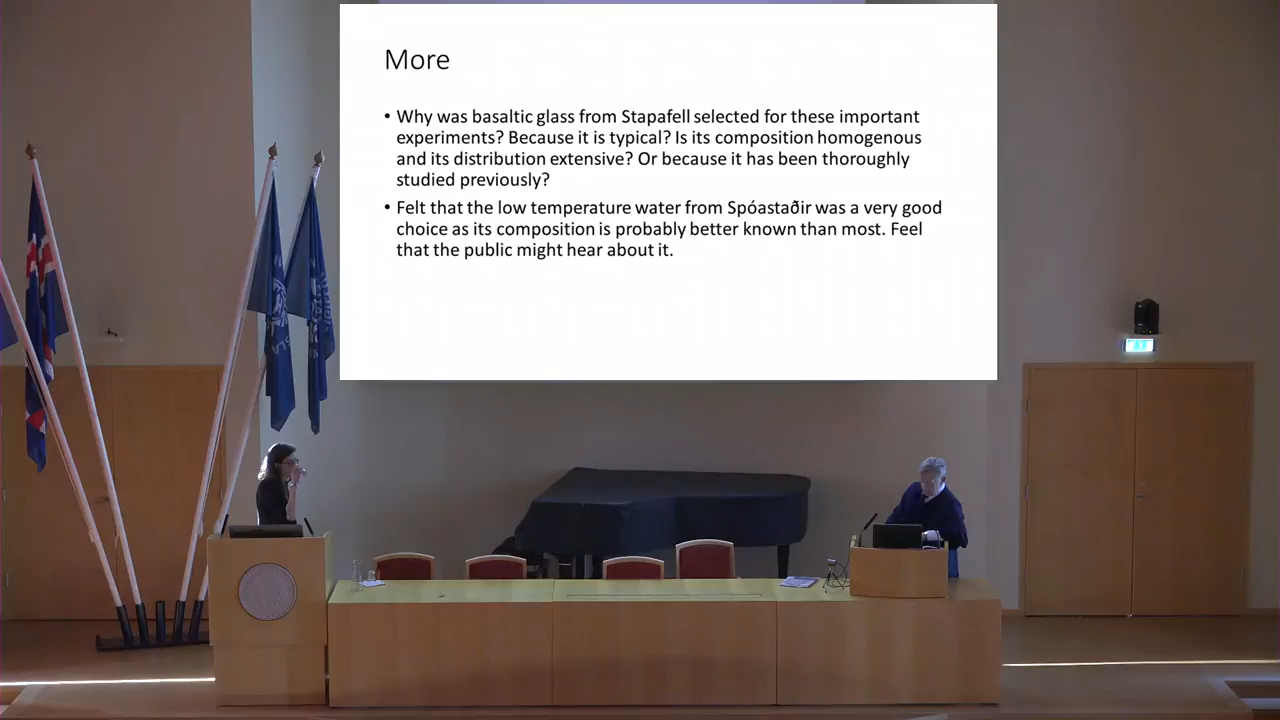 More
• Why was basaltic glass from Stapafell selected for these important
experiments? Because it is typical? Is its composition homogenous
and its distribution extensive? Or because it has been thoroughly
studied previously?
• Felt that the low temperature water from Spóastaðir was a very good
choice as its composition is probably better known than most. Feel
that the public might hear about it.